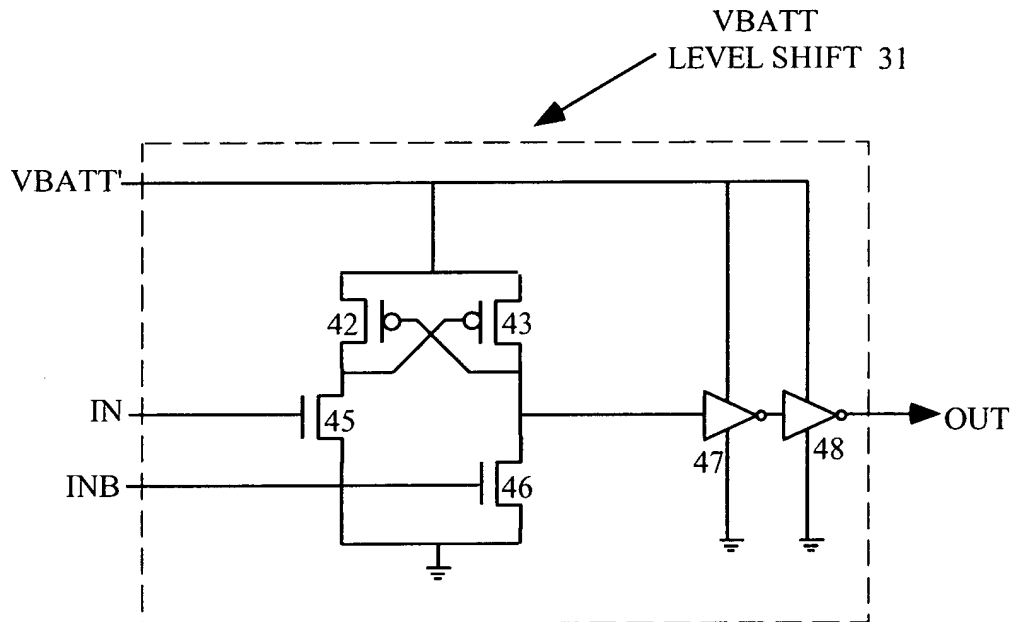 VBATT
LEVEL SHIFT 31
VBATT'
42
43
IN
45
OUT
47
48
INB
46